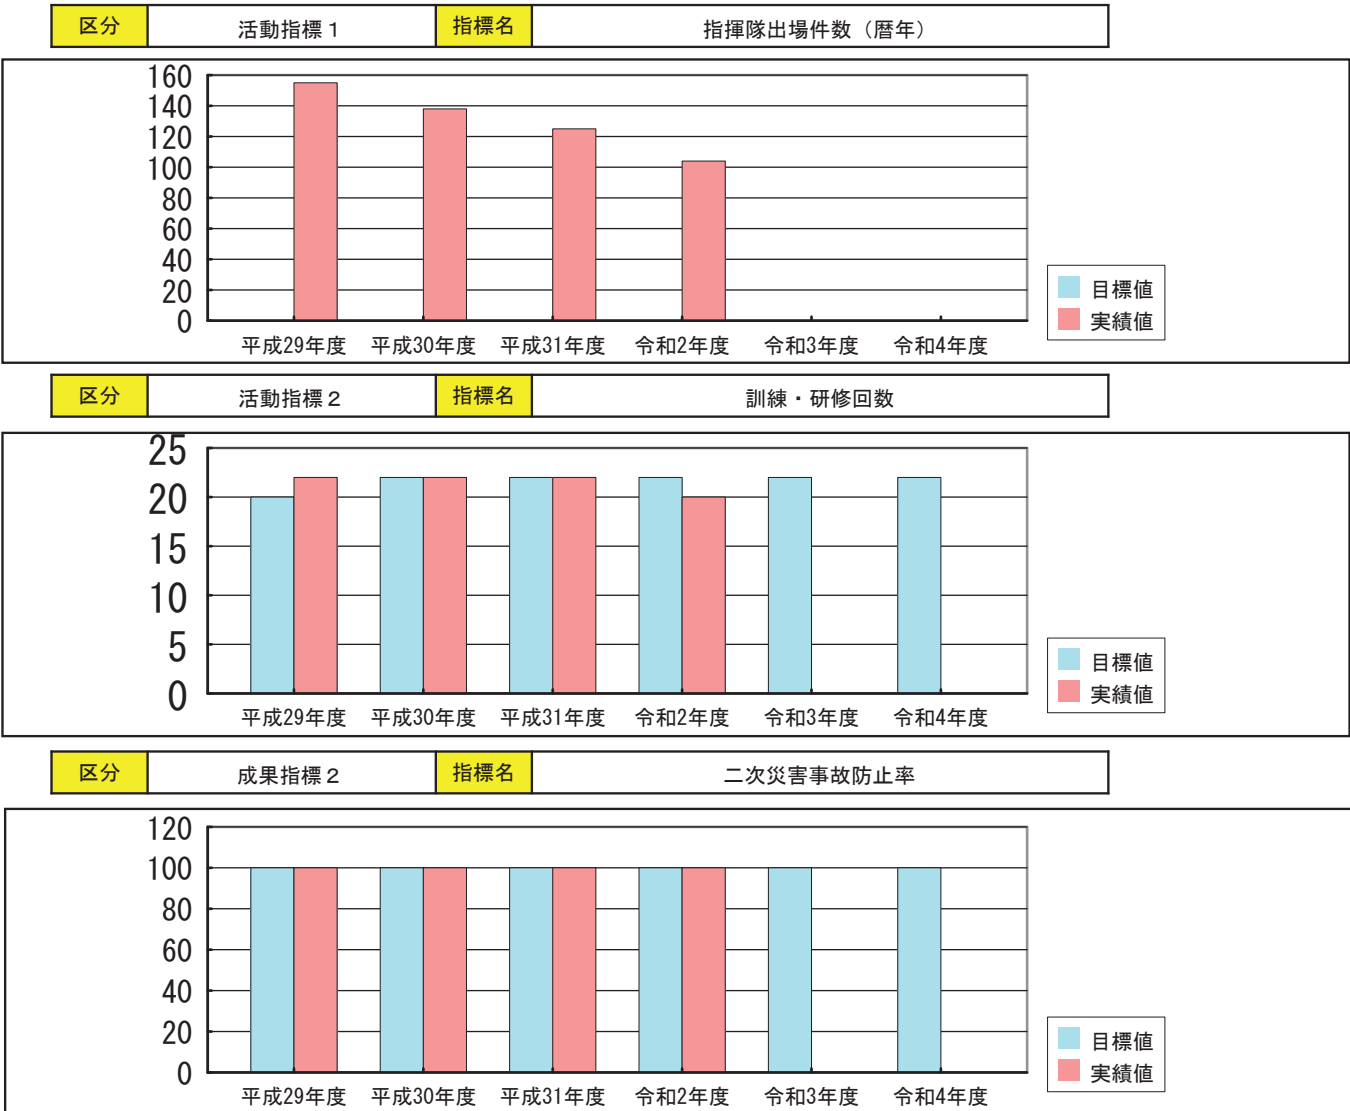 区分 活動指標１ 指標名 指揮隊出場件数（暦年）
160
140
120
100
80
60
40
20
0
平成29年度 平成30年度 平成31年度 令和2年度 令和3年度 令和4年度
目標値
実績値
区分 活動指標２ 指標名 訓練・研修回数
25
20
15
10
5
0
平成29年度 平成30年度 平成31年度 令和2年度 令和3年度 令和4年度
目標値
実績値
区分 成果指標２ 指標名 二次災害事故防止率
120
100
80
60
40
20
0
平成29年度 平成30年度 平成31年度 令和2年度 令和3年度 令和4年度
目標値
実績値